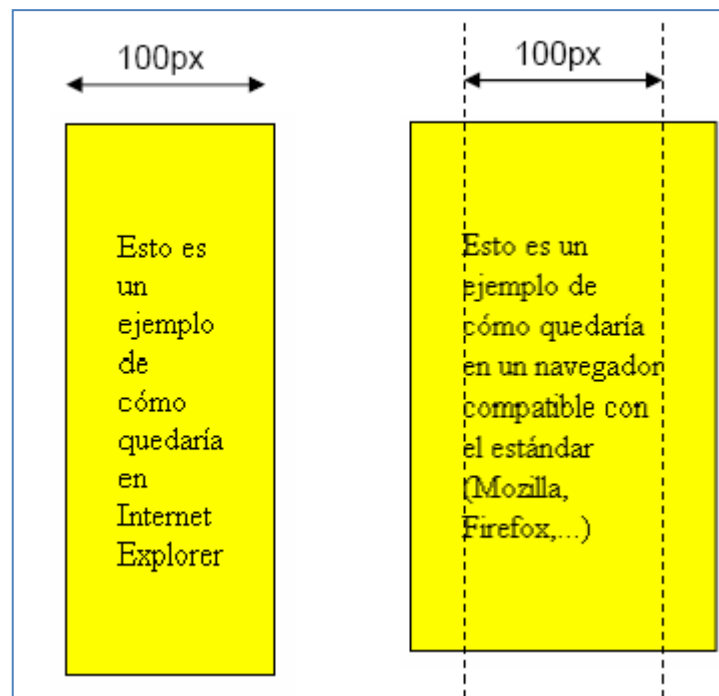 100px
Esto es
un
ejemplo
de
cómo
quedaría
en
Internet
Explorer
100px
Esto es un
ejemplo de
cómo quedaría
en un navegador
compatible con
el estándar
(Mozilla,
Firefox,...)